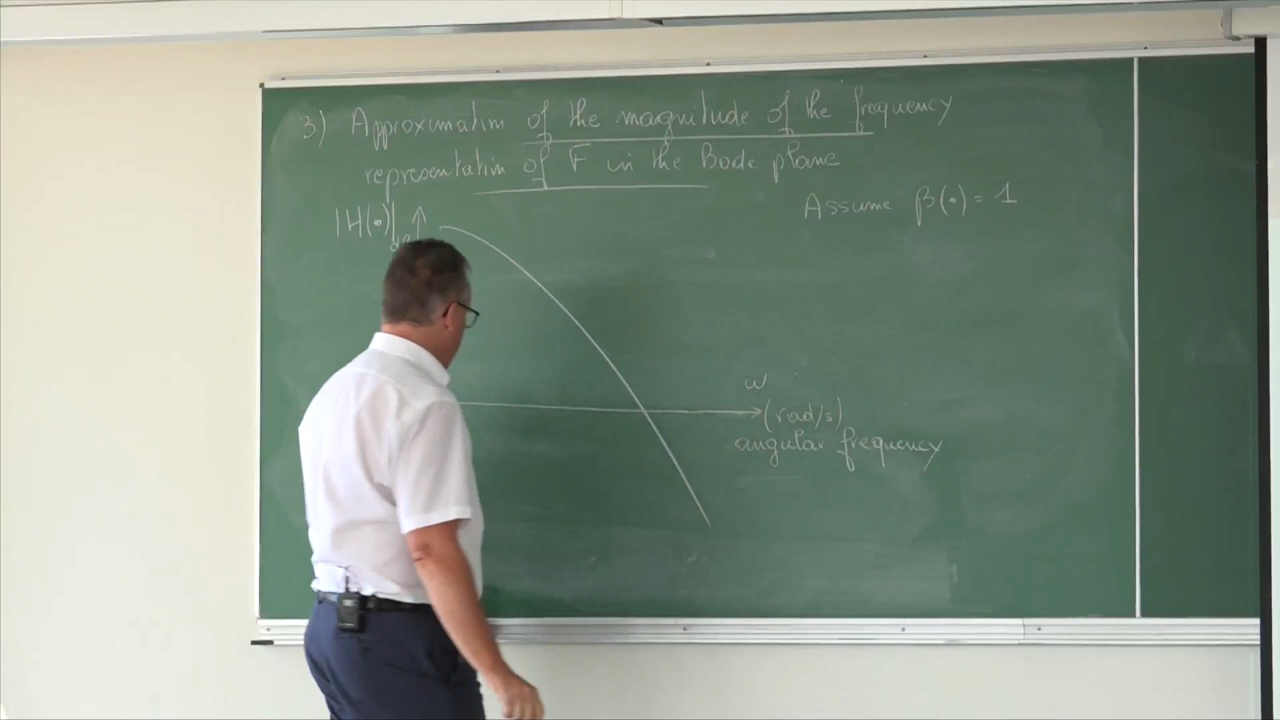 3) Approximation of the magnitude of the frequency
representation of F in the Bode plane
Assume β(•) = 1
|H(•)|
ω
(rad/s)
angular frequency